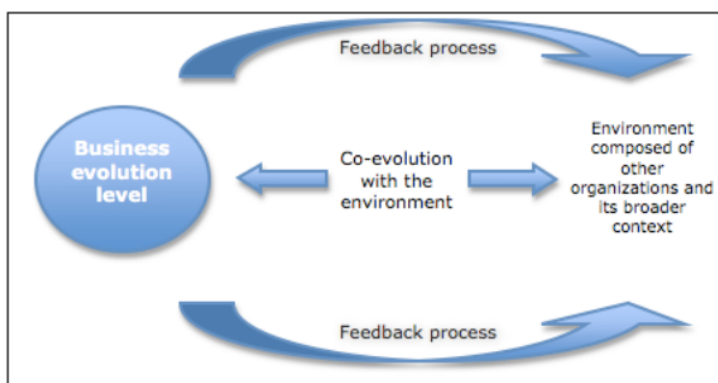 Feedback process
Business
evolution
level
Co-evolution
with the
environment
Environment
composed of
other
organizations and
its broader
context
Feedback process